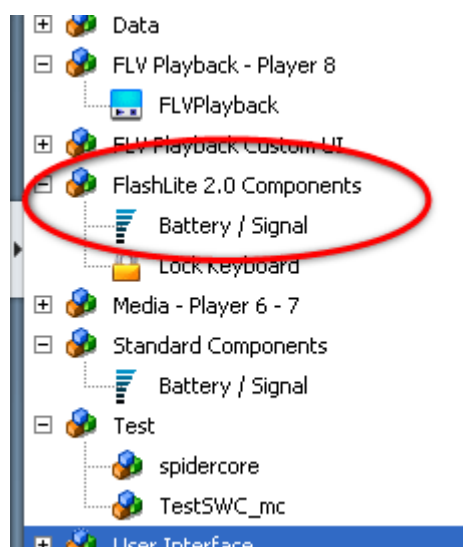 Data
FLV Playback - Player 8
FLVPlayback
FLV Playback Custom UI
FlashLite 2.0 Components
Battery / Signal
Lock Keyboard
Media - Player 6 - 7
Standard Components
Battery / Signal
Test
spidercore
TestSWC_mc
User Interface